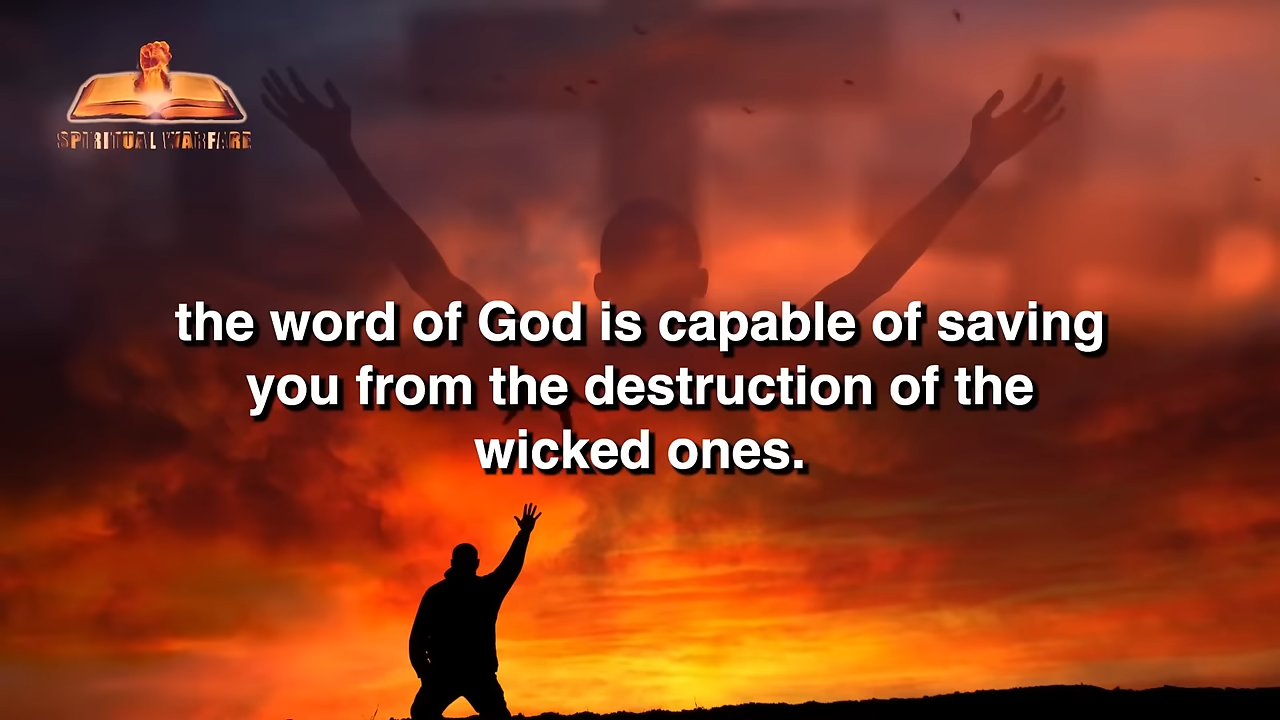 SPIRITUAL WARFARE
the word of God is capable of saving
you from the destruction of the
wicked ones.